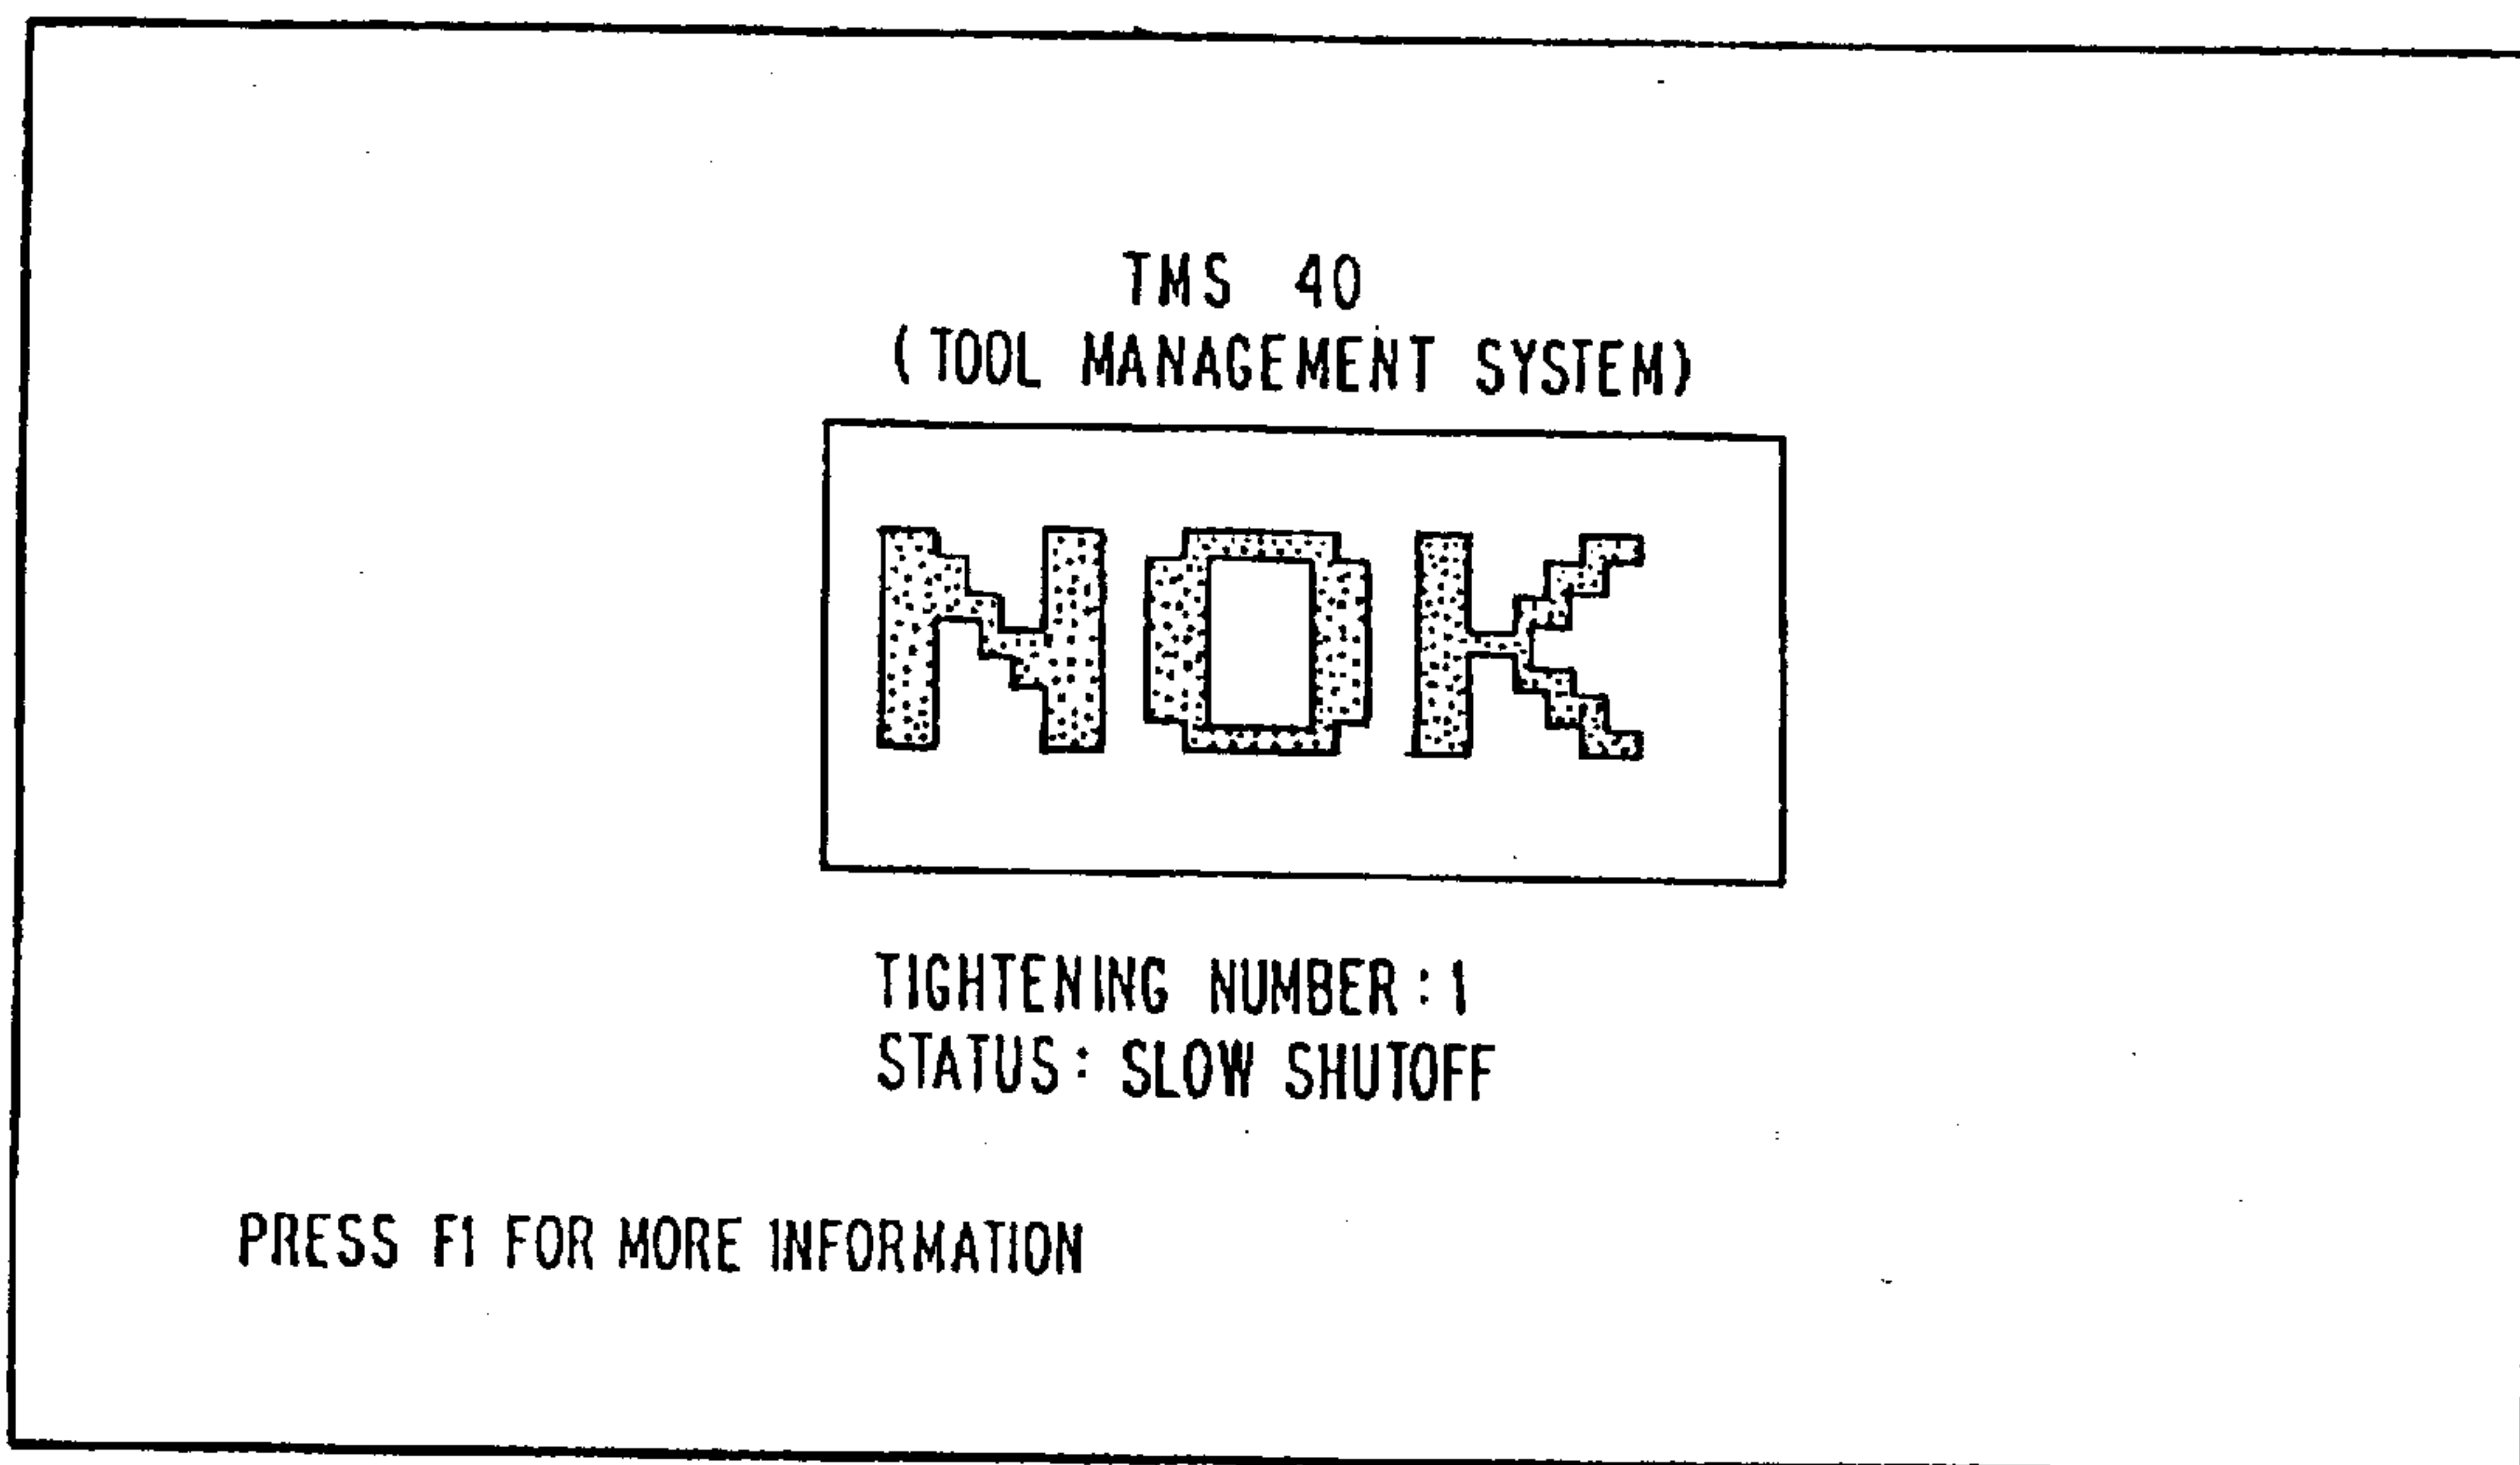 TMS 40
(TOOL MANAGEMENT SYSTEM)
NOK
TIGHTENING NUMBER:1
STATUS: SLOW SHUTOFF
PRESS F1 FOR MORE INFORMATION